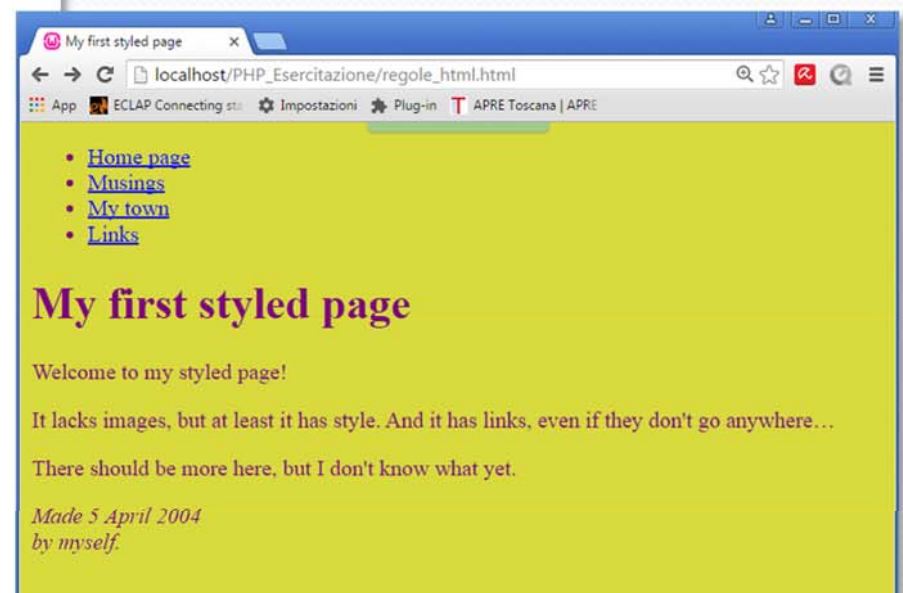 My first styled page
localhost/PHP_Esercitazione/regole_html.html
App ECLAP Connecting sta Impostazioni Plug-in APRE Toscana | APRE
Home page
Musings
My town
Links
My first styled page
Welcome to my styled page!
It lacks images, but at least it has style. And it has links, even if they don't go anywhere…
There should be more here, but I don't know what yet.
Made 5 April 2004
by myself.